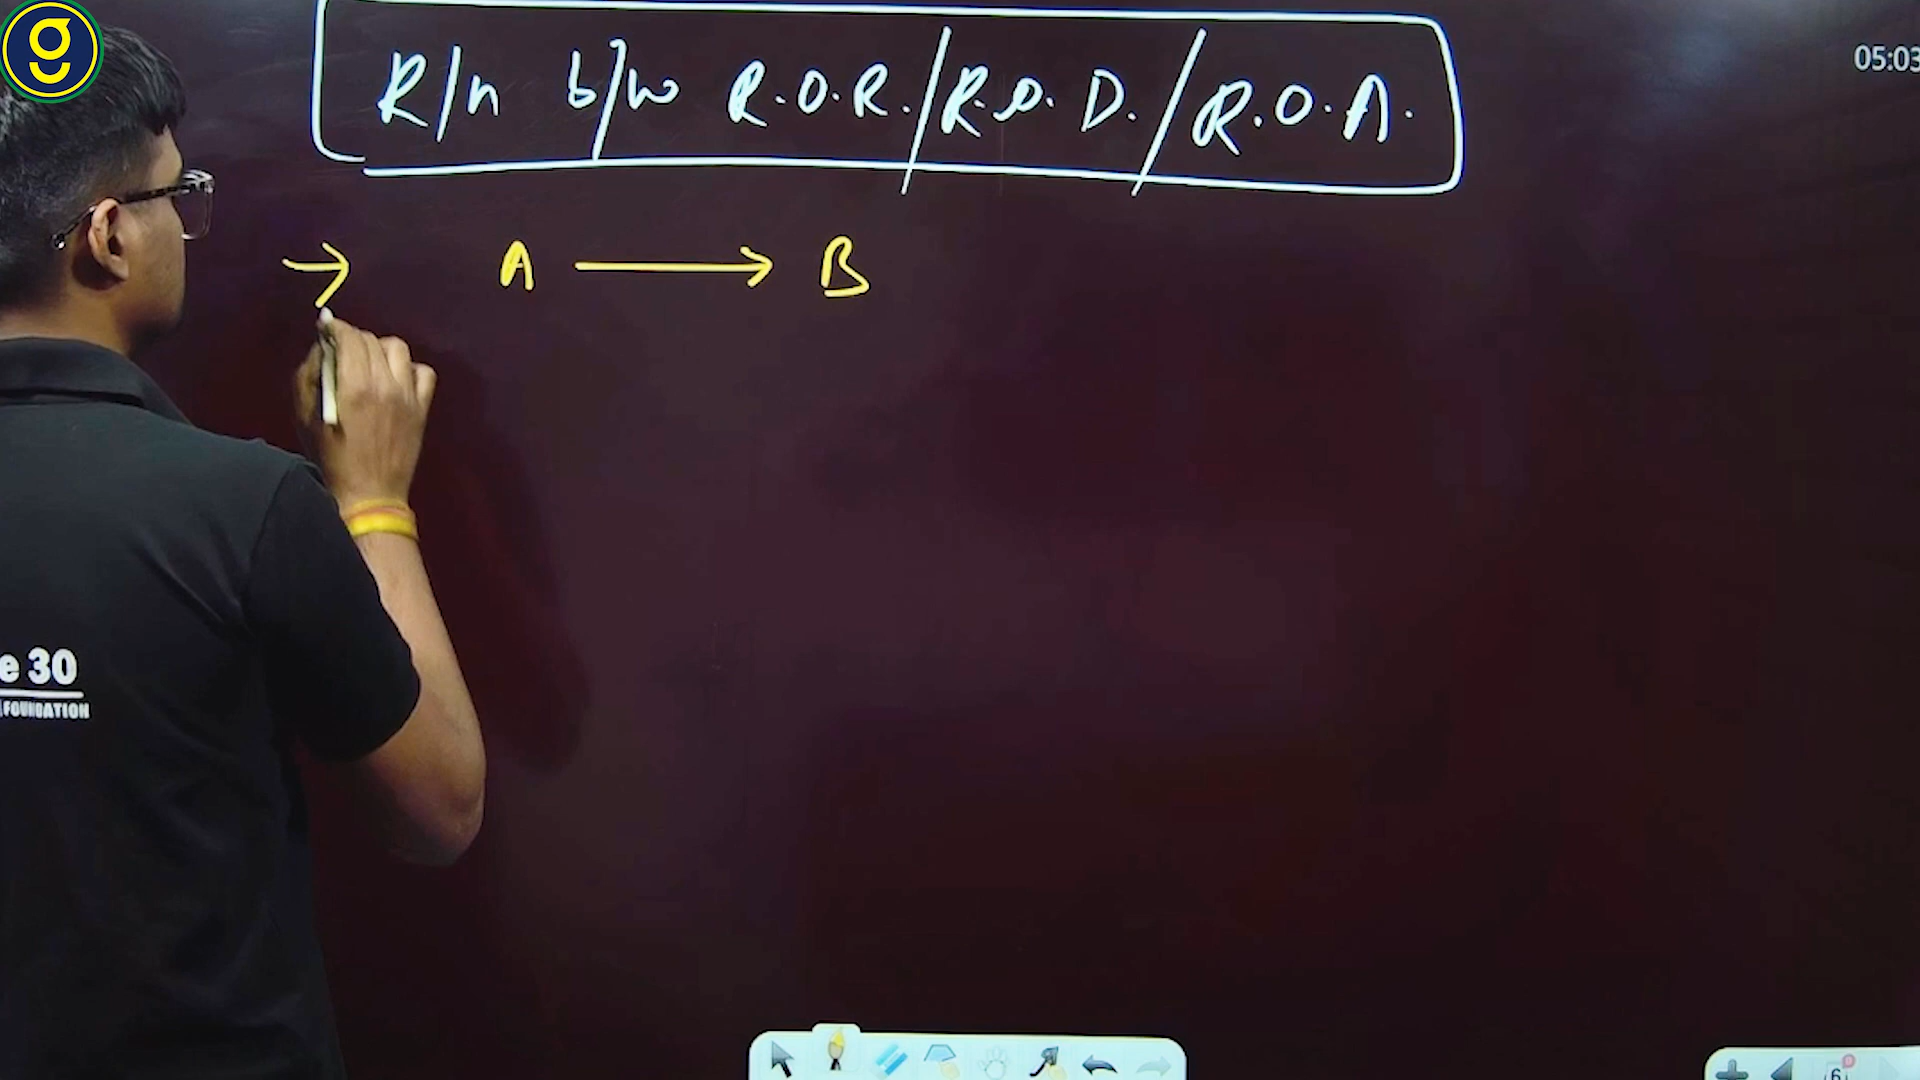 R/n b/w R.O.R. / R.O.D. / R.O.A.
05:03
→ A ⟶ B
e 30
FOUNDATION